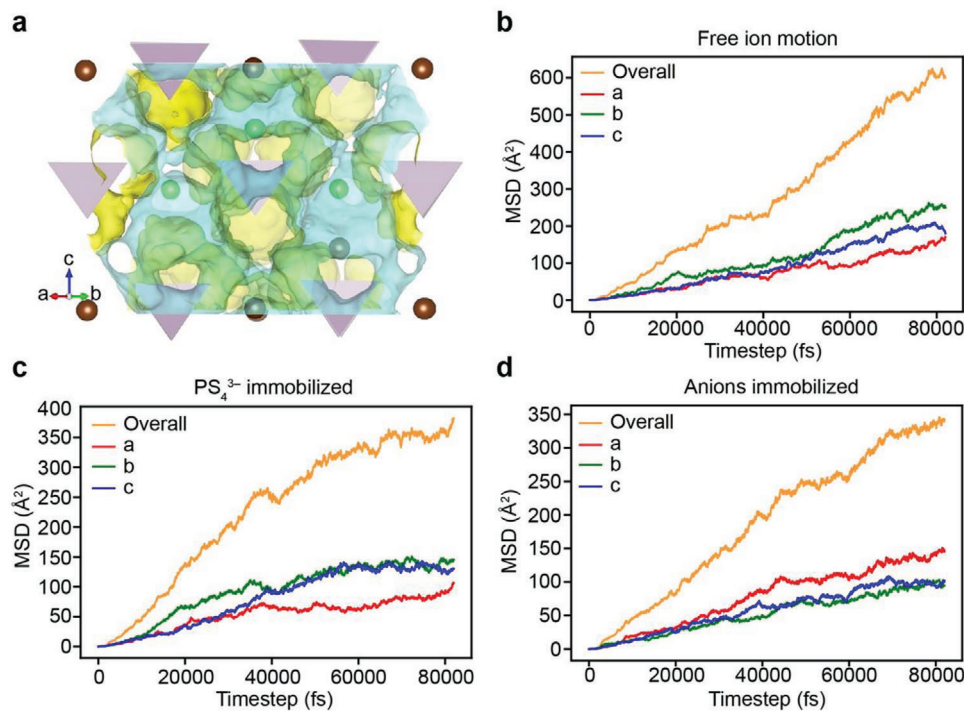 a
c
a b
b
Free ion motion
Overall
a
b
c
MSD (Å²)
600
500
400
300
200
100
0
0 20000 40000 60000 80000
Timestep (fs)
c
PS₄³⁻ immobilized
Overall
a
b
c
MSD (Å²)
400
350
300
250
200
150
100
50
0
0 20000 40000 60000 80000
Timestep (fs)
d
Anions immobilized
Overall
a
b
c
MSD (Å²)
350
300
250
200
150
100
50
0
0 20000 40000 60000 80000
Timestep (fs)